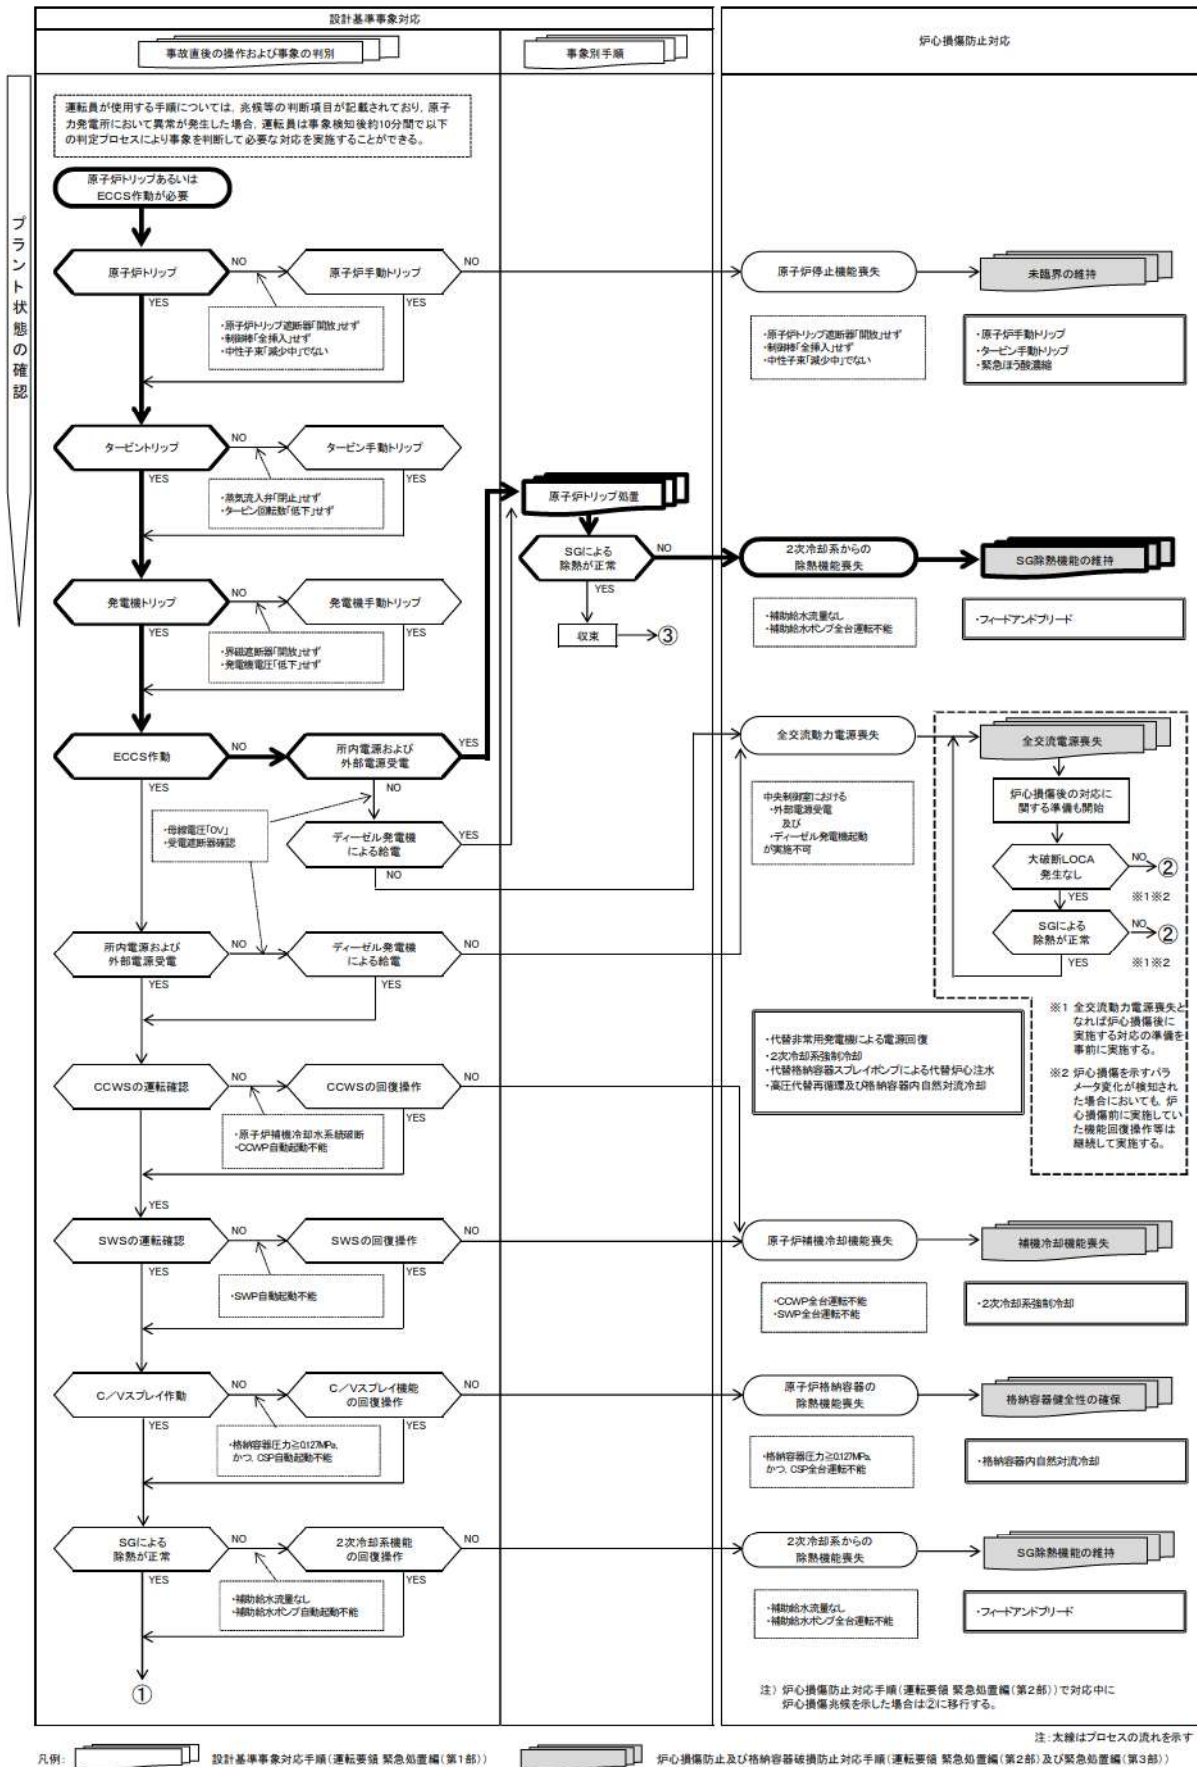 設計基準事象対応
事故直後の操作および事象の判別
事象別手順
炉心損傷防止対応
プラント状態の確認
運転員が使用する手順については、兆候等の判断項目が記載されており、原子
力発電所において異常が発生した場合、運転員は事象検知後約10分間で以下
の判定プロセスにより事象を判断して必要な対応を実施することができる。
原子炉トリップあるいは
ECCS作動が必要
原子炉トリップ
NO
原子炉手動トリップ
NO
原子炉停止機能喪失
未臨界の維持
YES
YES
・原子炉トリップ遮断器「開放」せず
・制御棒「全挿入」せず
・中性子束「減少中」でない
・原子炉トリップ遮断器「開放」せず
・制御棒「全挿入」せず
・中性子束「減少中」でない
・原子炉手動トリップ
・タービン手動トリップ
・緊急ほう酸濃縮
タービントリップ
NO
タービン手動トリップ
YES
YES
・蒸気流入弁「閉止」せず
・タービン回転数「低下」せず
原子炉トリップ処置
SGによる
除熱が正常
NO
YES
収束
③
2次冷却系からの
除熱機能喪失
SG除熱機能の維持
・補助給水流量なし
・補助給水ポンプ全台運転不能
・フィードアンドブリード
発電機トリップ
NO
発電機手動トリップ
YES
YES
・界磁遮断器「開放」せず
・発電機電圧「低下」せず
ECCS作動
NO
所内電源および
外部電源受電
YES
YES
NO
・母線電圧「0V」
・受電遮断器確認
ディーゼル発電機
による給電
YES
NO
全交流動力電源喪失
全交流電源喪失
中央制御室における
・外部電源受電
及び
・ディーゼル発電機起動
が実施不可
炉心損傷後の対応に
関する準備も開始
大破断LOCA
発生なし
NO
②
YES
※1※2
SGによる
除熱が正常
NO
②
YES
※1※2
所内電源および
外部電源受電
NO
ディーゼル発電機
による給電
NO
YES
YES
※1 全交流動力電源喪失と
なれば炉心損傷後に
実施する対応の準備を
事前に実施する。
※2 炉心損傷を示すパラ
メータ変化が検知され
た場合においても、炉
心損傷前に実施してい
た機能回復操作等は
継続して実施する。
・代替非常用発電機による電源回復
・2次冷却系強制冷却
・代替格納容器スプレイポンプによる代替炉心注水
・高圧代替再循環及び格納容器内自然対流冷却
CCWSの運転確認
NO
CCWSの回復操作
NO
YES
・原子炉補機冷却水系統破断
・CCWP自動起動不能
YES
SWSの運転確認
NO
SWSの回復操作
NO
原子炉補機冷却機能喪失
補機冷却機能喪失
YES
YES
・SWP自動起動不能
・CCWP全台運転不能
・SWP全台運転不能
・2次冷却系強制冷却
C/Vスプレイ作動
NO
C/Vスプレイ機能
の回復操作
NO
原子炉格納容器の
除熱機能喪失
格納容器健全性の確保
YES
YES
・格納容器圧力≧0.127MPa、
かつ、CSP自動起動不能
・格納容器圧力≧0.127MPa、
かつ、CSP全台運転不能
・格納容器内自然対流冷却
SGによる
除熱が正常
NO
2次冷却系機能
の回復操作
NO
2次冷却系からの
除熱機能喪失
SG除熱機能の維持
YES
YES
・補助給水流量なし
・補助給水ポンプ自動起動不能
・補助給水流量なし
・補助給水ポンプ全台運転不能
・フィードアンドブリード
①
注）炉心損傷防止対応手順(運転要領 緊急処置編(第2部))で対応中に
炉心損傷兆候を示した場合は②に移行する。
注:太線はプロセスの流れを示す
凡例:
設計基準事象対応手順(運転要領 緊急処置編(第1部))
炉心損傷防止及び格納容器破損防止対応手順(運転要領 緊急処置編(第2部)及び緊急処置編(第3部))